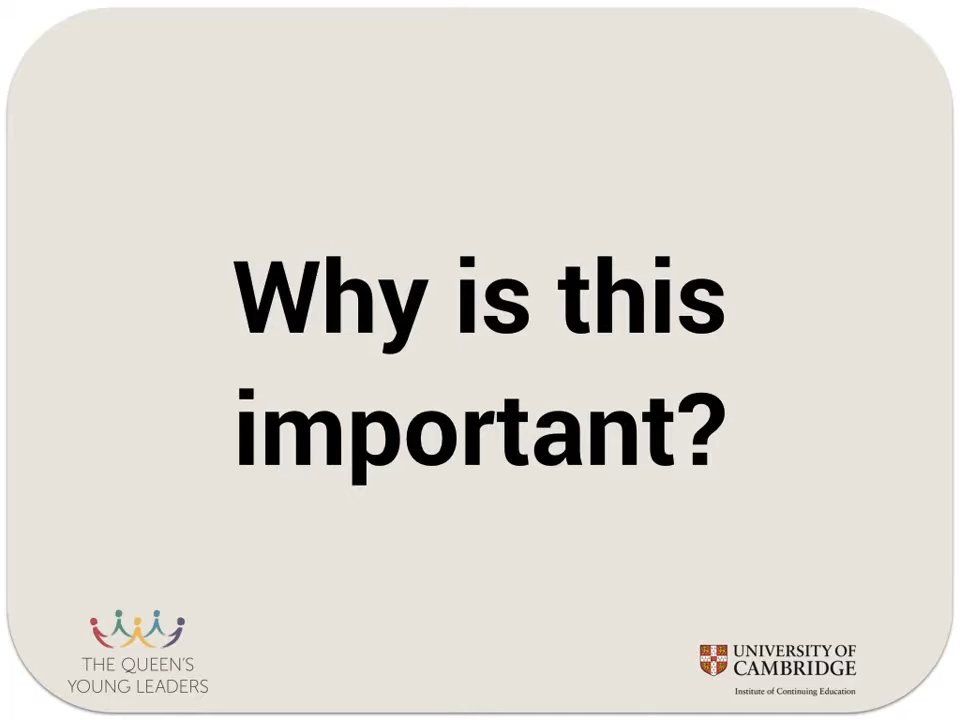 Why is this
important?
THE QUEEN'S
YOUNG LEADERS
UNIVERSITY OF
CAMBRIDGE
Institute of Continuing Education